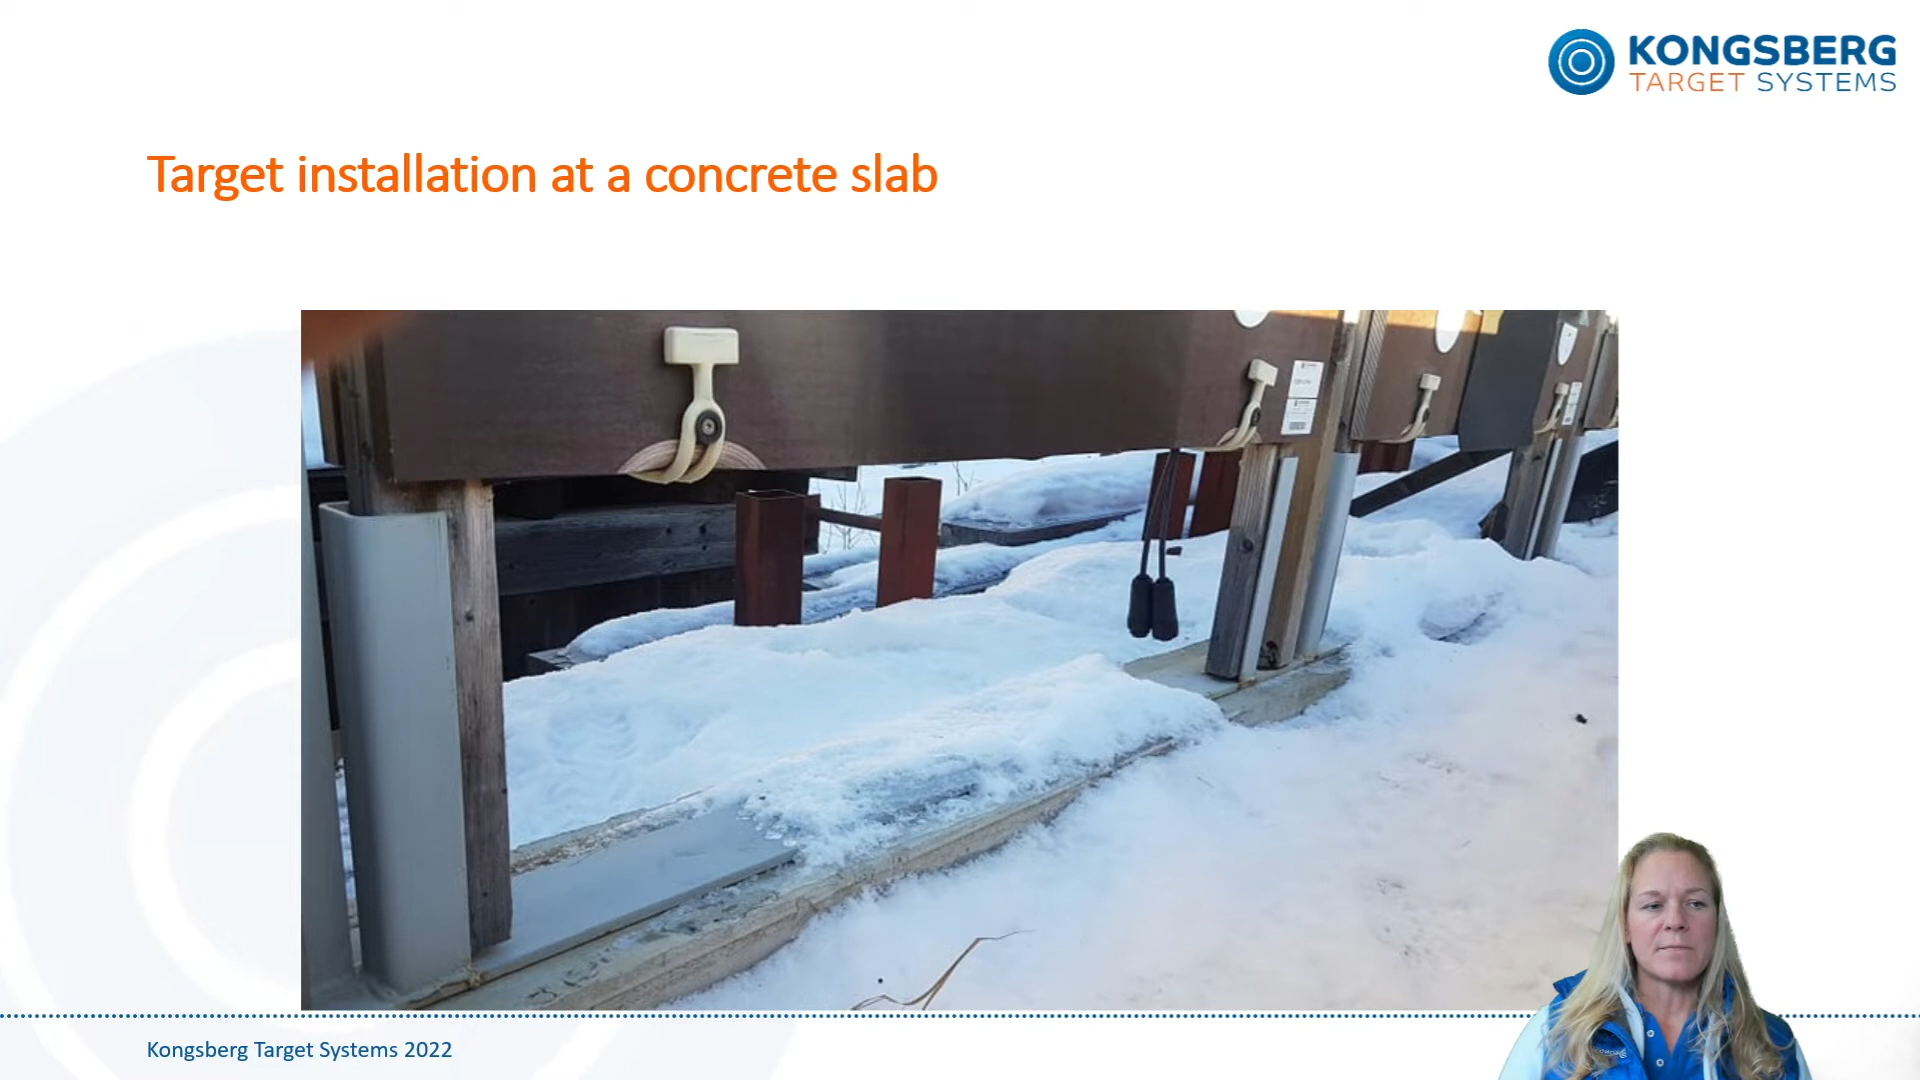 KONGSBERG
TARGET SYSTEMS
Target installation at a concrete slab
Kongsberg Target Systems 2022